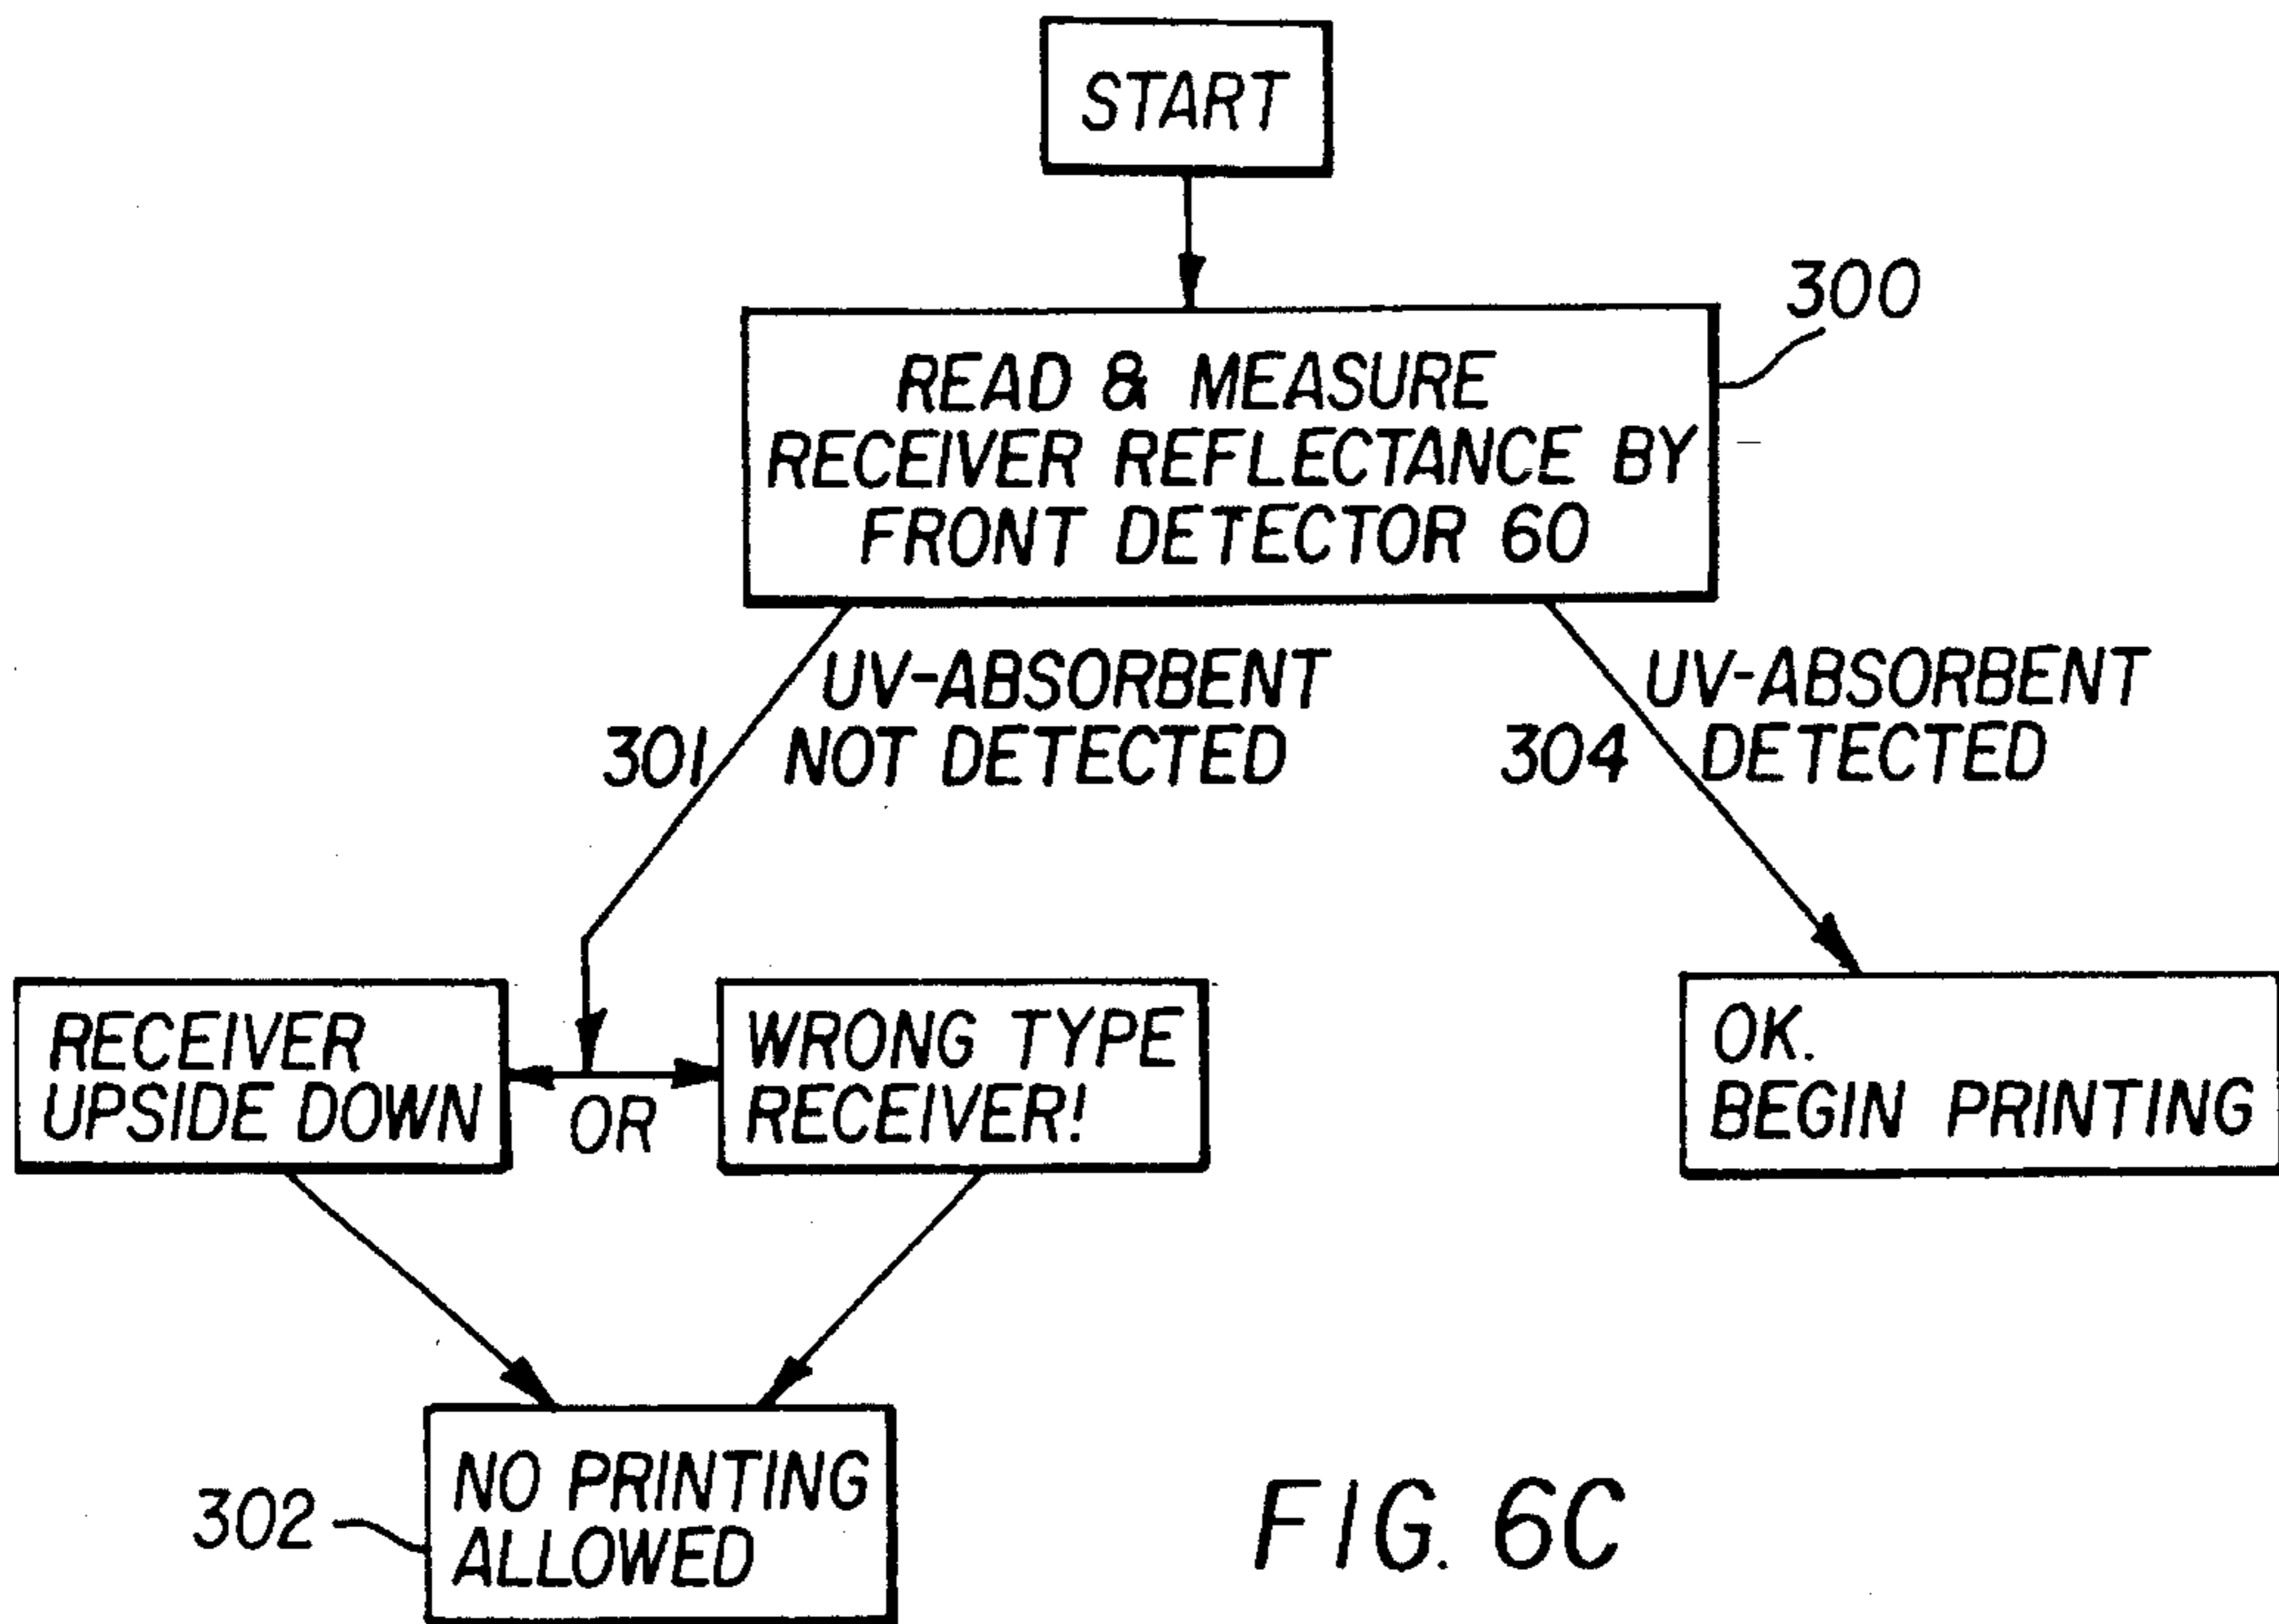 START
300
READ & MEASURE
RECEIVER REFLECTANCE BY
FRONT DETECTOR 60
UV-ABSORBENT
NOT DETECTED
301
UV-ABSORBENT
DETECTED
304
RECEIVER
UPSIDE DOWN
OR
WRONG TYPE
RECEIVER!
OK.
BEGIN PRINTING
NO PRINTING
ALLOWED
302
FIG. 6C